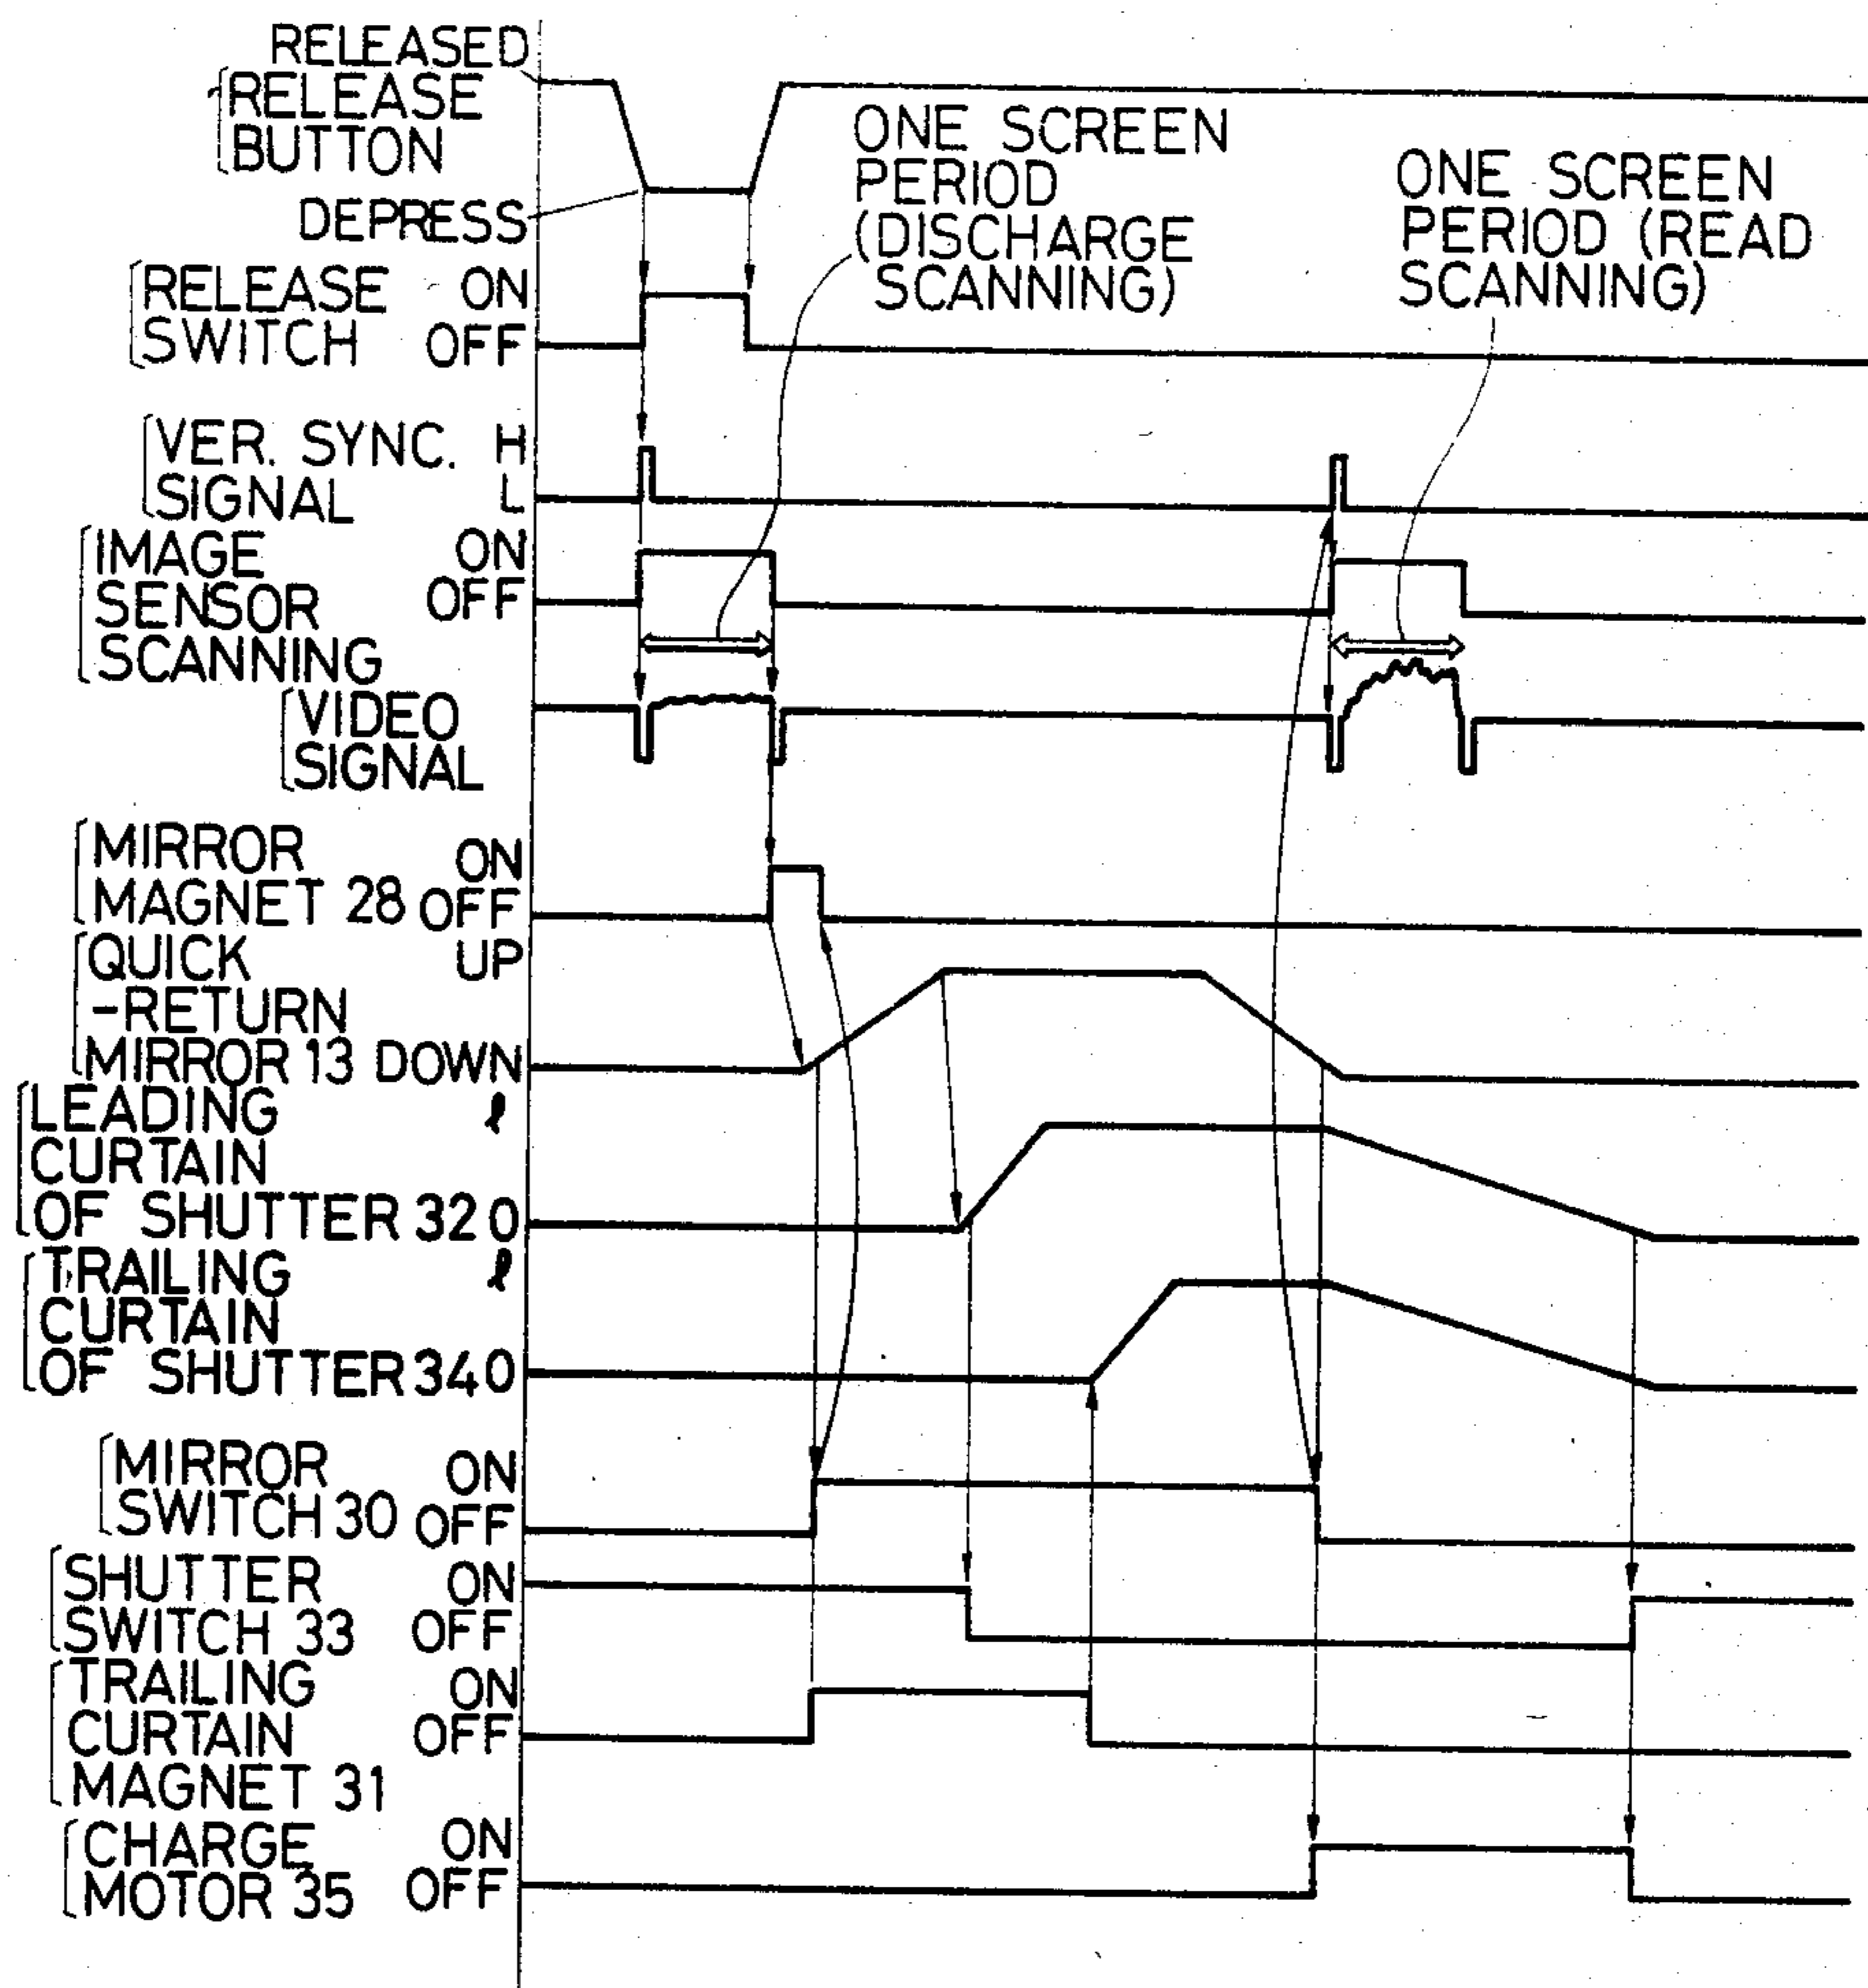 RELEASED
RELEASE
BUTTON
DEPRESS
ONE SCREEN
PERIOD
(DISCHARGE
SCANNING)
ONE SCREEN
PERIOD (READ
SCANNING)
RELEASE ON
SWITCH OFF
VER. SYNC. H
SIGNAL L
IMAGE ON
SENSOR OFF
SCANNING
VIDEO
SIGNAL
MIRROR ON
MAGNET 28 OFF
QUICK UP
-RETURN
MIRROR 13 DOWN
LEADING ℓ
CURTAIN
OF SHUTTER 32 0
TRAILING ℓ
CURTAIN
OF SHUTTER 34 0
MIRROR ON
SWITCH 30 OFF
SHUTTER ON
SWITCH 33 OFF
TRAILING ON
CURTAIN OFF
MAGNET 31
CHARGE ON
MOTOR 35 OFF